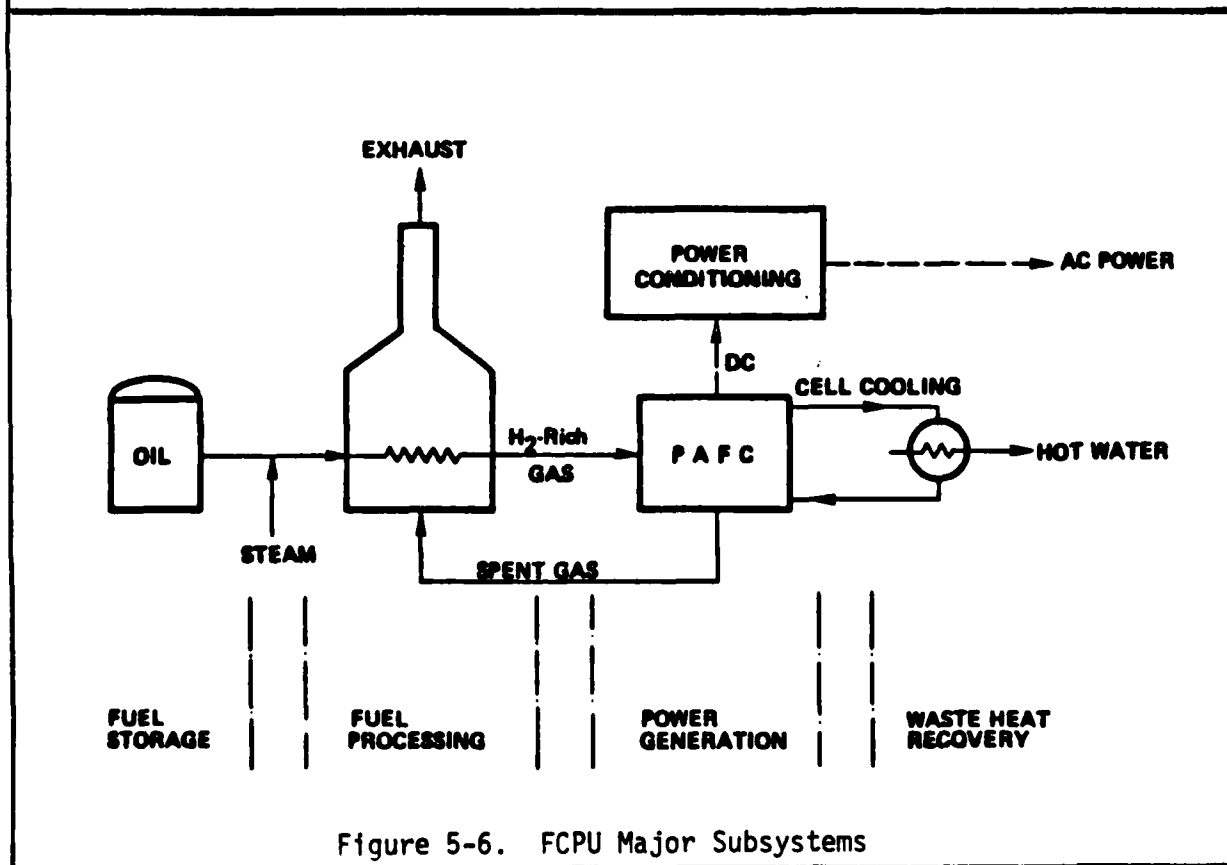 EXHAUST
POWER
CONDITIONING
AC POWER
DC
CELL COOLING
OIL
H2-Rich
GAS
P A F C
HOT WATER
STEAM
SPENT GAS
FUEL
STORAGE
FUEL
PROCESSING
POWER
GENERATION
WASTE HEAT
RECOVERY
Figure 5-6. FCPU Major Subsystems